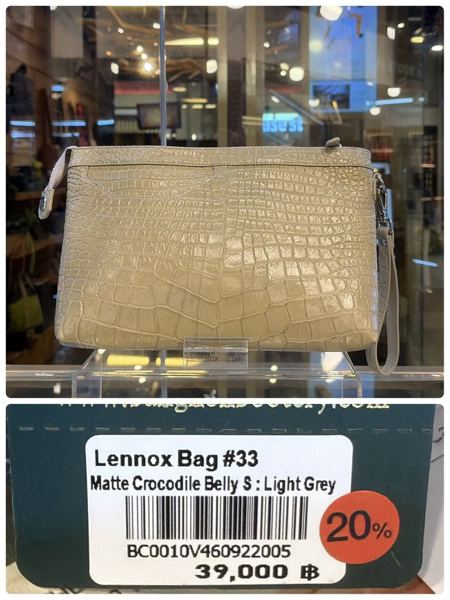 Lennox Bag #33
Matte Crocodile Belly S : Light Grey
BC0010V460922005
39,000 ฿
20%